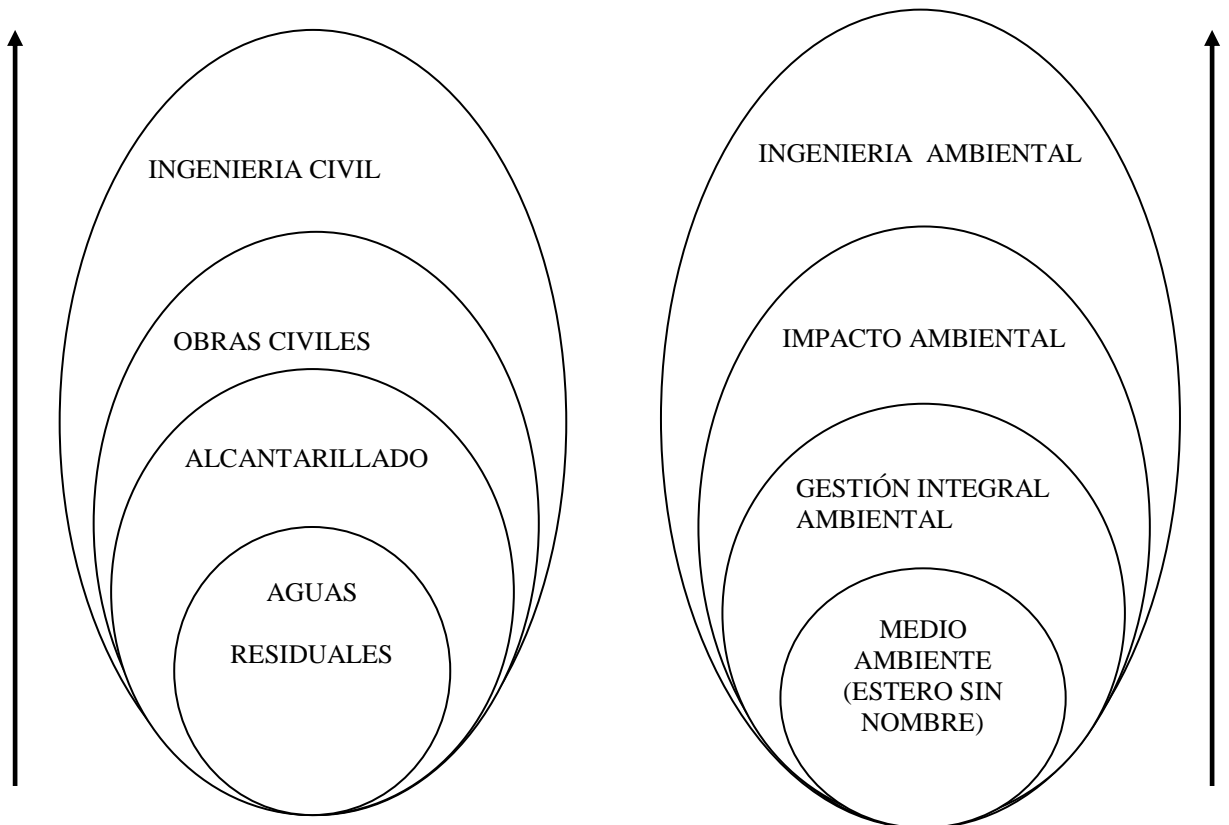 INGENIERIA CIVIL
OBRAS CIVILES
ALCANTARILLADO
AGUAS
RESIDUALES
INGENIERIA AMBIENTAL
IMPACTO AMBIENTAL
GESTIÓN INTEGRAL
AMBIENTAL
MEDIO
AMBIENTE
(ESTERO SIN
NOMBRE)